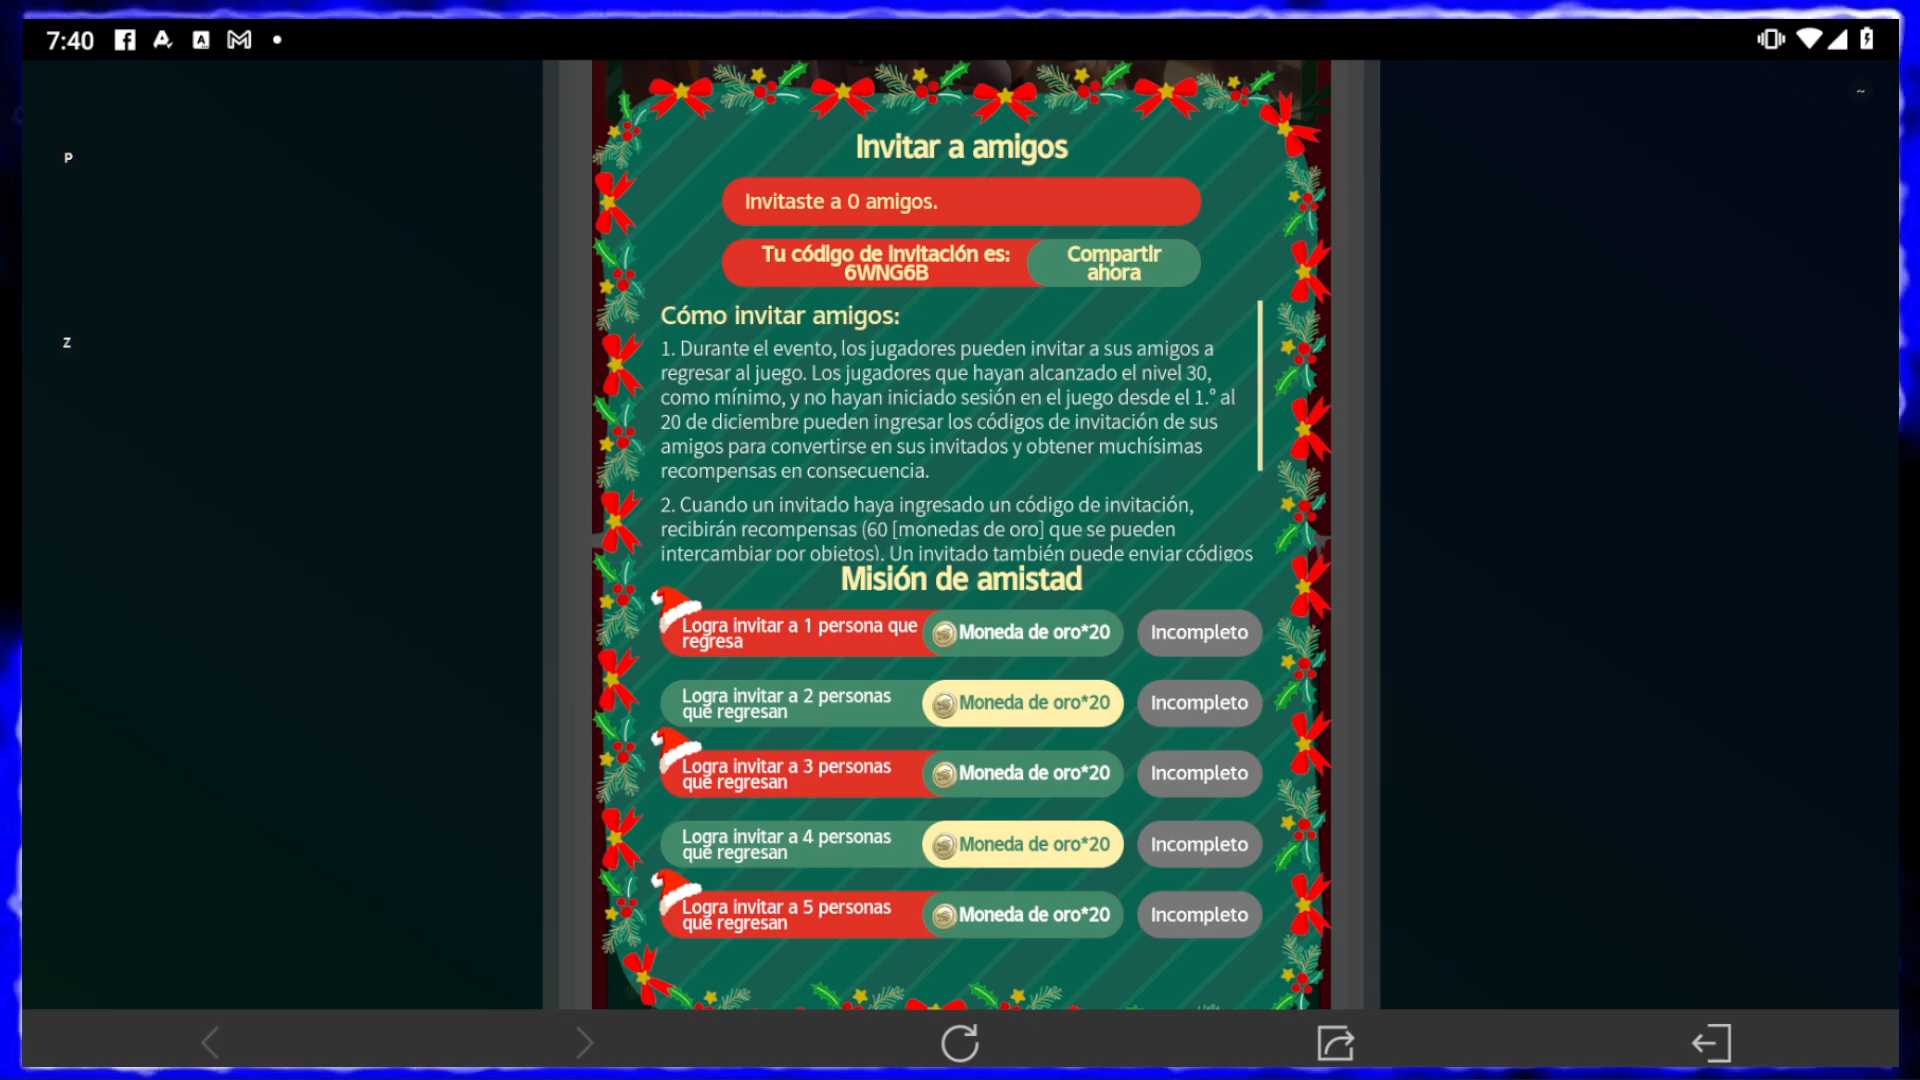 7:40
P
Z
~
Invitar a amigos
Invitaste a 0 amigos.
Tu código de invitación es:
6WNG6B
Compartir
ahora
Cómo invitar amigos:
1. Durante el evento, los jugadores pueden invitar a sus amigos a
regresar al juego. Los jugadores que hayan alcanzado el nivel 30,
como mínimo, y no hayan iniciado sesión en el juego desde el 1.° al
20 de diciembre pueden ingresar los códigos de invitación de sus
amigos para convertirse en sus invitados y obtener muchísimas
recompensas en consecuencia.
2. Cuando un invitado haya ingresado un código de invitación,
recibirán recompensas (60 [monedas de oro] que se pueden
intercambiar por objetos). Un invitado también puede enviar códigos
Misión de amistad
Logra invitar a 1 persona que
regresa
Moneda de oro*20
Incompleto
Logra invitar a 2 personas
que regresan
Moneda de oro*20
Incompleto
Logra invitar a 3 personas
que regresan
Moneda de oro*20
Incompleto
Logra invitar a 4 personas
que regresan
Moneda de oro*20
Incompleto
Logra invitar a 5 personas
que regresan
Moneda de oro*20
Incompleto